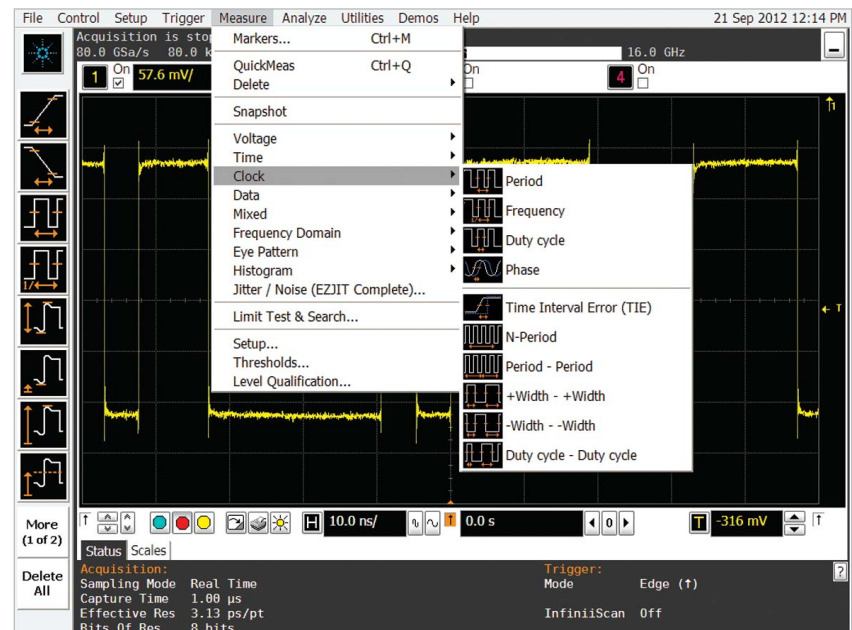 File Control Setup Trigger Measure Analyze Utilities Demos Help 21 Sep 2012 12:14 PM
Acquisition is stop
80.0 GSa/s 80.0 k
16.0 GHz
1 On 57.6 mV/
On
4 On
Markers... Ctrl+M
QuickMeas Ctrl+Q
Delete
Snapshot
Voltage
Time
Clock
Data
Mixed
Frequency Domain
Eye Pattern
Histogram
Jitter / Noise (EZJIT Complete)...
Limit Test & Search...
Setup...
Thresholds...
Level Qualification...
Period
Frequency
Duty cycle
Phase
Time Interval Error (TIE)
N-Period
Period - Period
+Width - +Width
-Width - -Width
Duty cycle - Duty cycle
1/
T
More
(1 of 2)
Delete
All
H 10.0 ns/ 0.0 s 0 T -316 mV
Status Scales
Acquisition:
Sampling Mode Real Time
Capture Time 1.00 µs
Effective Res 3.13 ps/pt
Bits Of Res 8 bits
Trigger:
Mode Edge (↑)
InfiniiScan Off
?